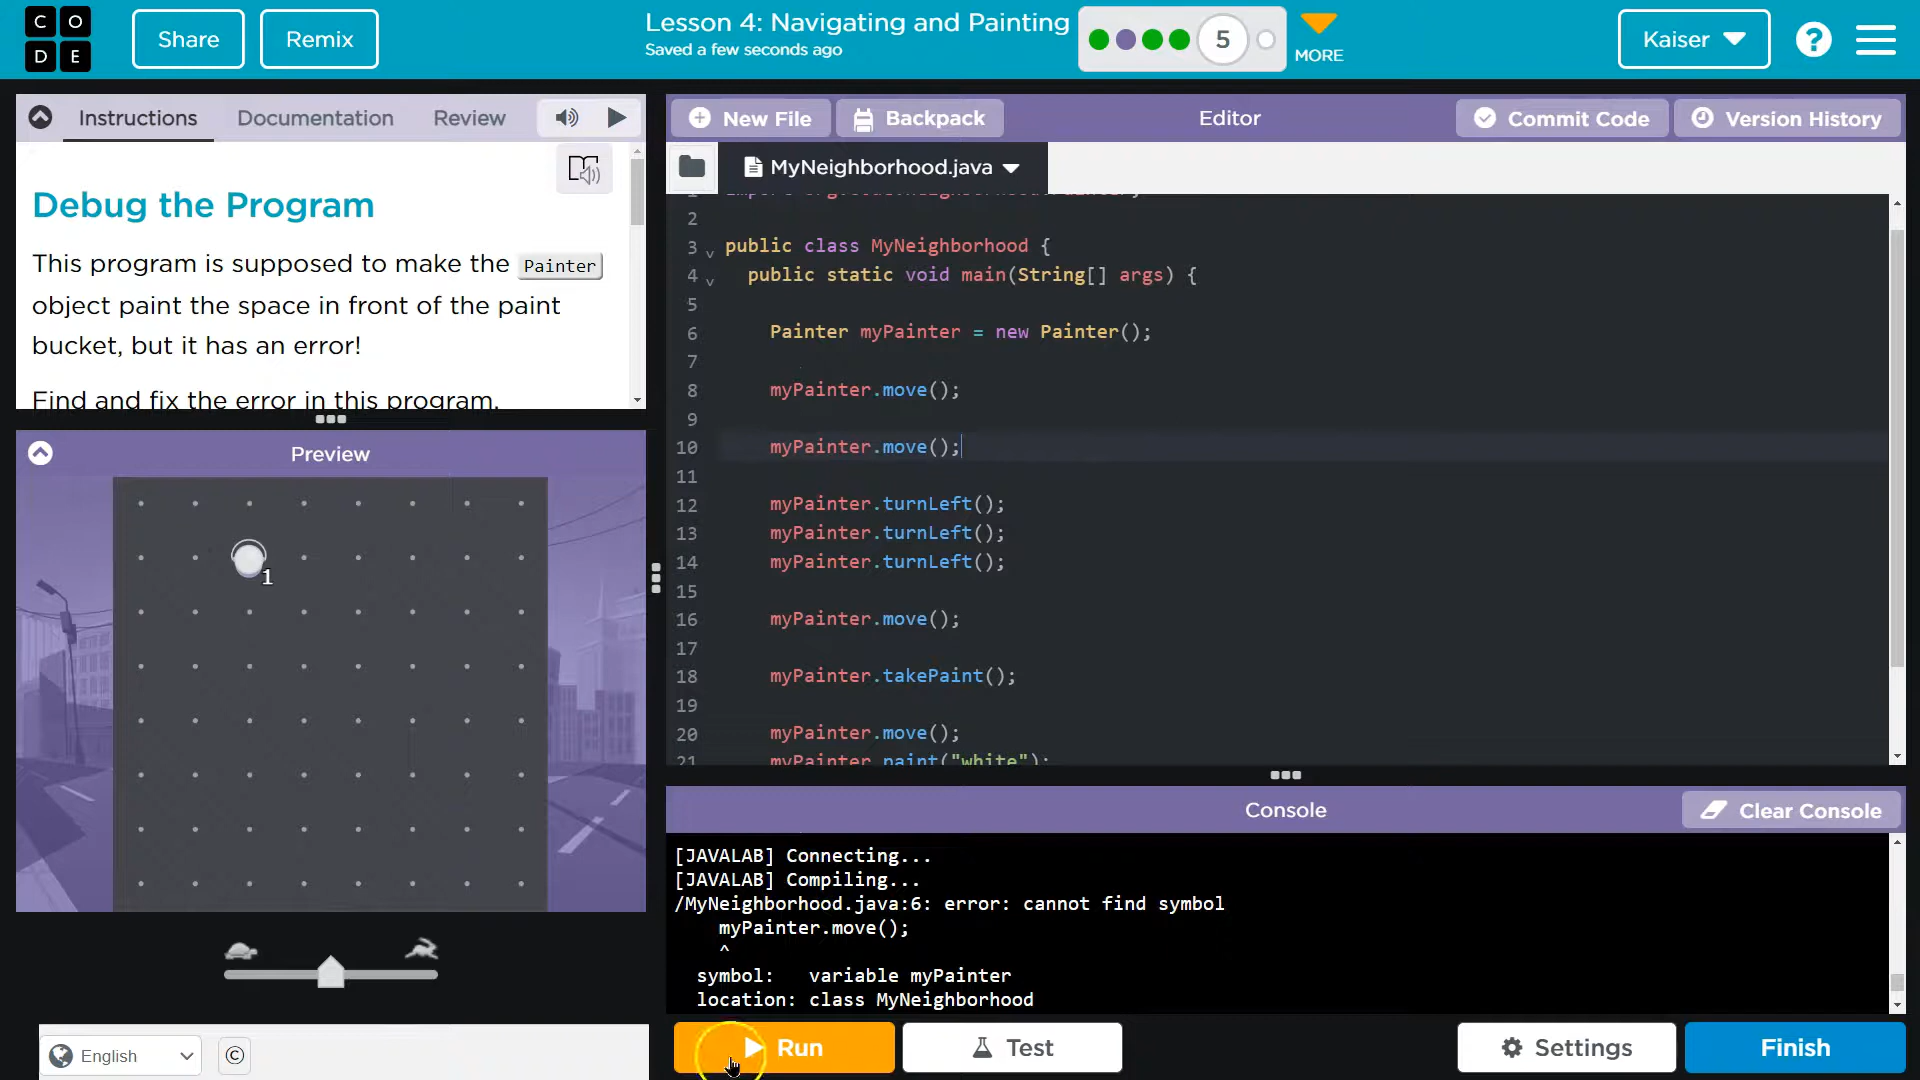 C O
D E
Share
Remix
Lesson 4: Navigating and Painting
Saved a few seconds ago
5
MORE
Kaiser
?
Instructions
Documentation
Review
New File
Backpack
Editor
Commit Code
Version History
MyNeighborhood.java
Debug the Program
This program is supposed to make the Painter
object paint the space in front of the paint
bucket, but it has an error!
Find and fix the error in this program.
Preview
1
1
2
3 public class MyNeighborhood {
4 public static void main(String[] args) {
5
6 Painter myPainter = new Painter();
7
8 myPainter.move();
9
10 myPainter.move();
11
12 myPainter.turnLeft();
13 myPainter.turnLeft();
14 myPainter.turnLeft();
15
16 myPainter.move();
17
18 myPainter.takePaint();
19
20 myPainter.move();
21 myPainter.paint("white");
Console
Clear Console
[JAVALAB] Connecting...
[JAVALAB] Compiling...
/MyNeighborhood.java:6: error: cannot find symbol
myPainter.move();
^
symbol: variable myPainter
location: class MyNeighborhood
English
©
Run
Test
Settings
Finish